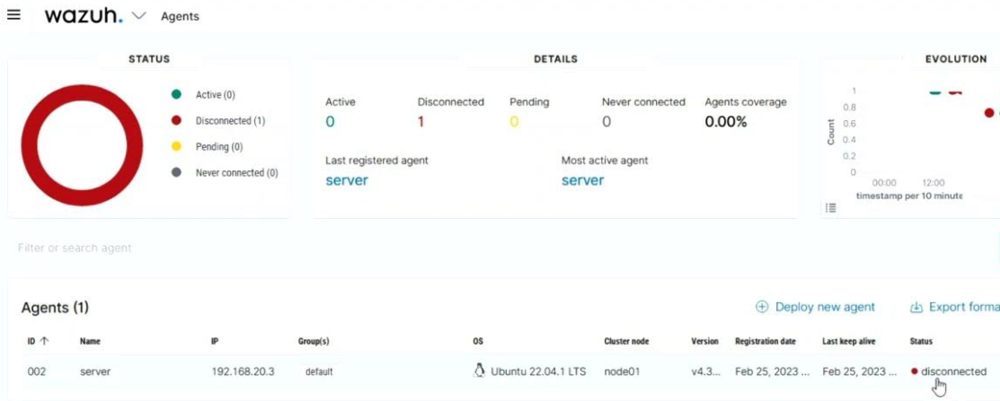 wazuh. Agents
STATUS
Active (0)
Disconnected (1)
Pending (0)
Never connected (0)
DETAILS
Active Disconnected Pending Never connected Agents coverage
0 1 0 0 0.00%
Last registered agent Most active agent
server server
EVOLUTION
1
0.8
0.6
0.4
0.2
0
Count
00:00 12:00
timestamp per 10 minute
Filter or search agent
Agents (1) Deploy new agent Export forma
ID Name IP Group(s) OS Cluster node Version Registration date Last keep alive Status
002 server 192.168.20.3 default Ubuntu 22.04.1 LTS node01 v4.3... Feb 25, 2023 ... Feb 25, 2023 ... disconnected